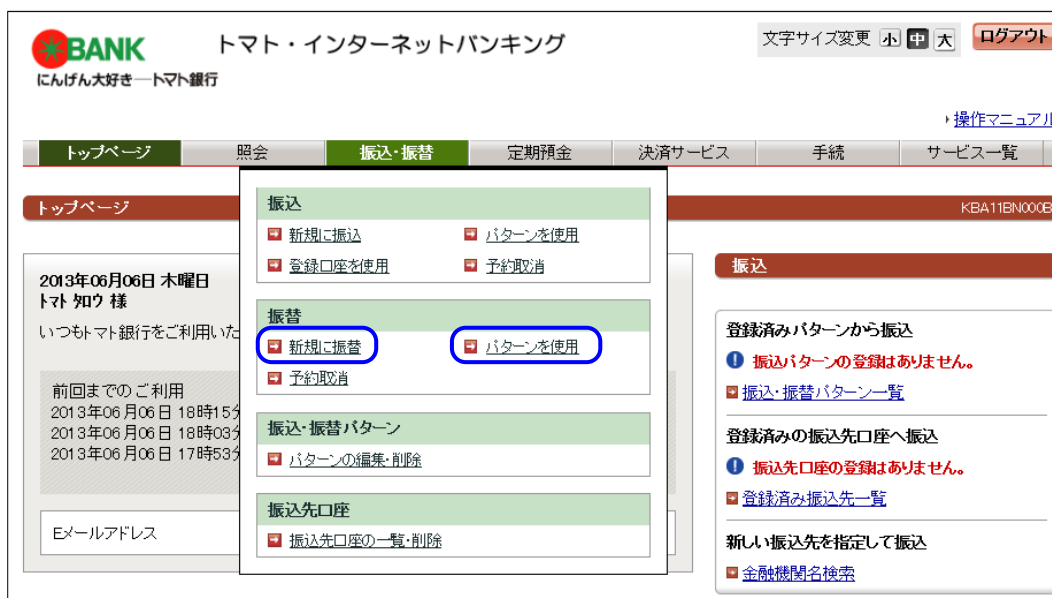 BANK
トマト・インターネットバンキング
文字サイズ変更 小 中 大
ログアウト
にんげん大好き―トマト銀行
操作マニュアル
トップページ 照会 振込・振替 定期預金 決済サービス 手続 サービス一覧
トップページ
KBA11BN000B
振込
新規に振込 パターンを使用
登録口座を使用 予約取消
振替
新規に振替 パターンを使用
予約取消
振込・振替パターン
パターンの編集・削除
振込先口座
振込先口座の一覧・削除
2013年06月06日 木曜日
トマト タロウ 様
いつもトマト銀行をご利用いた
前回までのご利用
2013年06月06日 18時15分
2013年06月06日 18時03分
2013年06月06日 17時53分
Eメールアドレス
振込
登録済みパターンから振込
振込パターンの登録はありません。
振込・振替パターン一覧
登録済みの振込先口座へ振込
振込先口座の登録はありません。
登録済み振込先一覧
新しい振込先を指定して振込
金融機関名検索